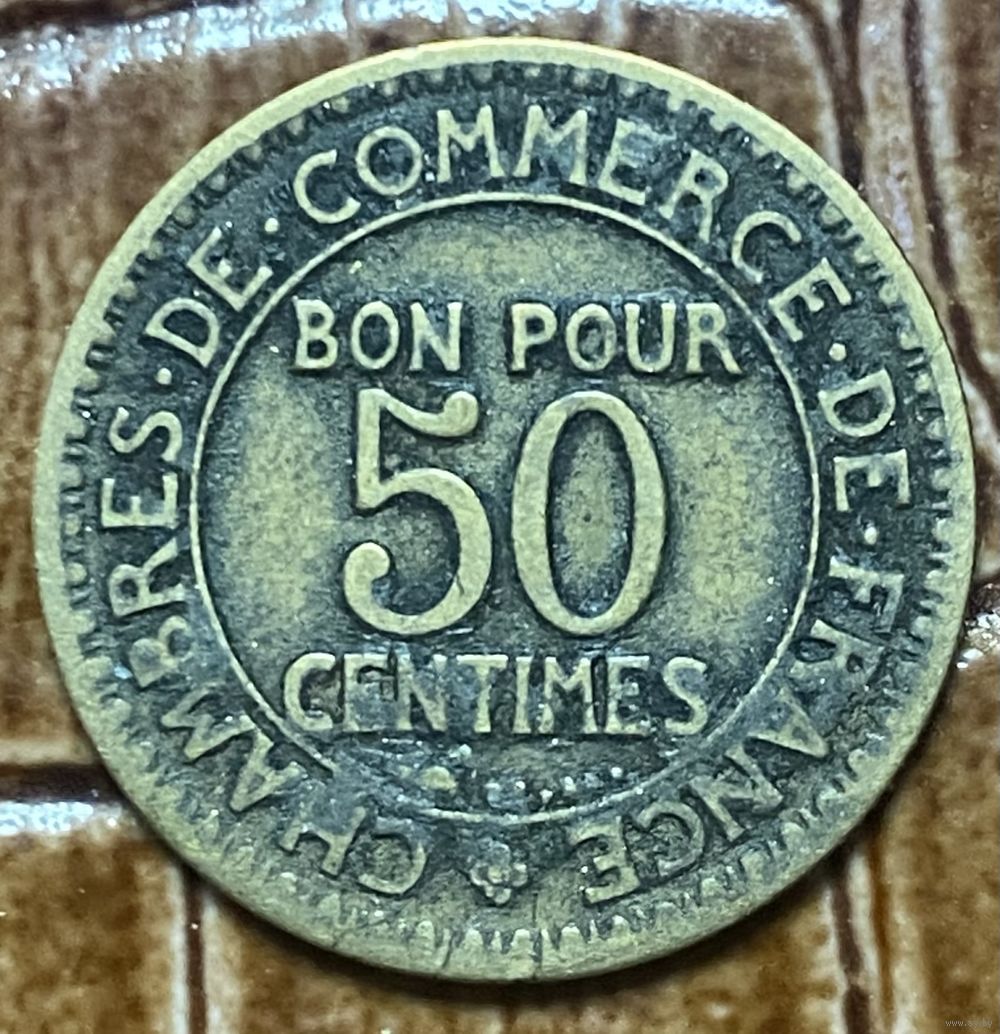 CHAMBRES·DE·COMMERCE·DE·FRANCE
BON POUR
50
CENTIMES